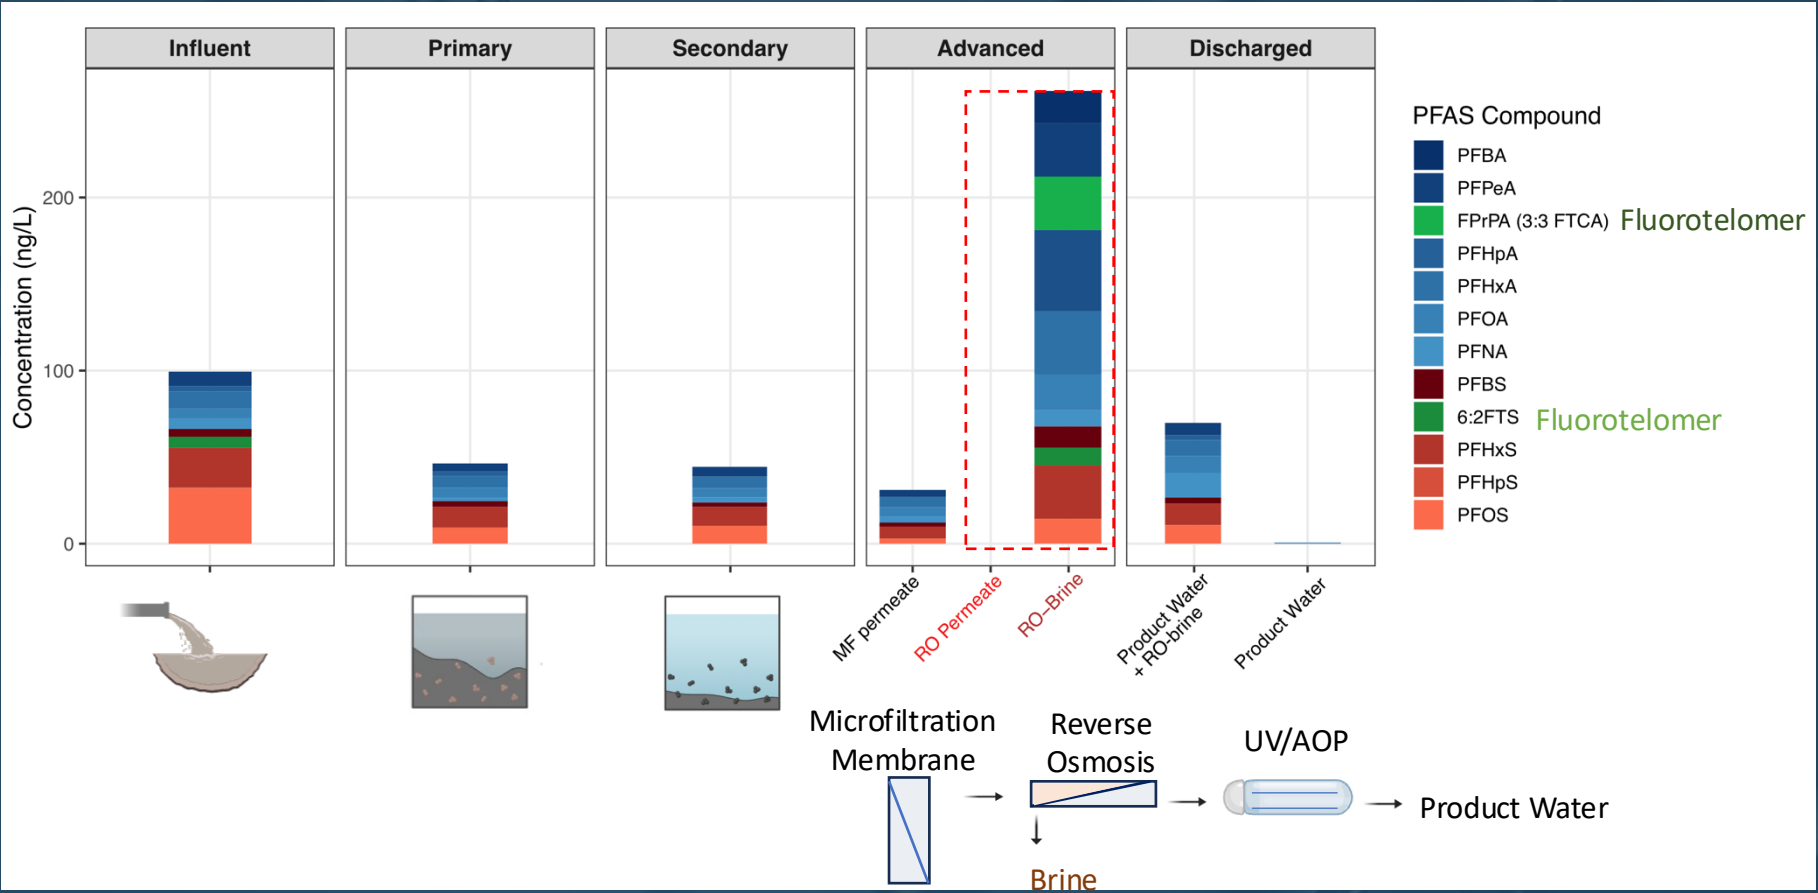 Influent
Primary
Secondary
Advanced
Discharged
Concentration (ng/L)
200
100
0
MF permeate
RO Permeate
RO−Brine
Product Water
+ RO-brine
Product Water
PFAS Compound
PFBA
PFPeA
FPrPA (3:3 FTCA) Fluorotelomer
PFHpA
PFHxA
PFOA
PFNA
PFBS
6:2FTS Fluorotelomer
PFHxS
PFHpS
PFOS
Microfiltration
Membrane
Reverse
Osmosis
UV/AOP
Product Water
Brine